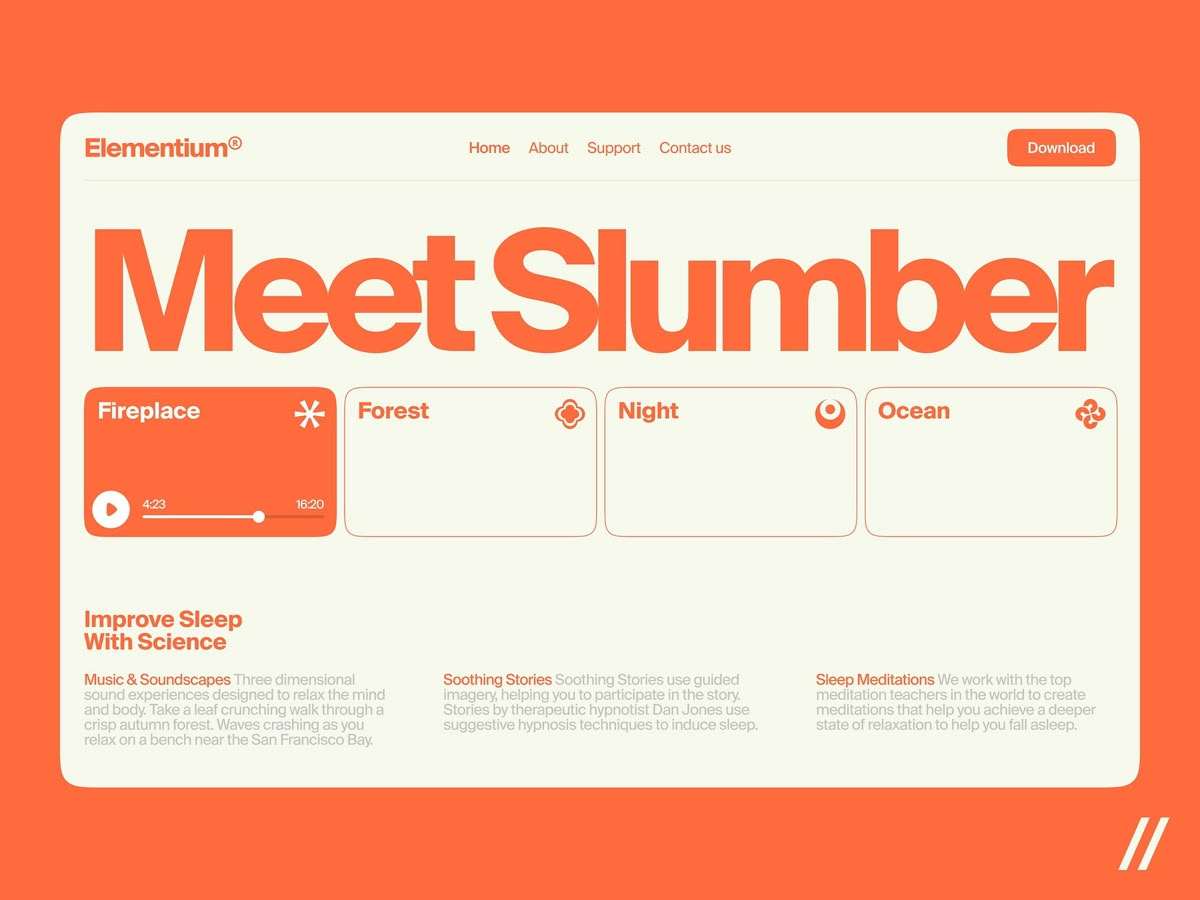 Elementium®
Home About Support Contact us
Download
Meet Slumber
Fireplace
4:23 16:20
Forest
Night
Ocean
Improve Sleep
With Science
Music & Soundscapes Three dimensional
sound experiences designed to relax the mind
and body. Take a leaf crunching walk through a
crisp autumn forest. Waves crashing as you
relax on a bench near the San Francisco Bay.
Soothing Stories Soothing Stories use guided
imagery, helping you to participate in the story.
Stories by therapeutic hypnotist Dan Jones use
suggestive hypnosis techniques to induce sleep.
Sleep Meditations We work with the top
meditation teachers in the world to create
meditations that help you achieve a deeper
state of relaxation to help you fall asleep.
//